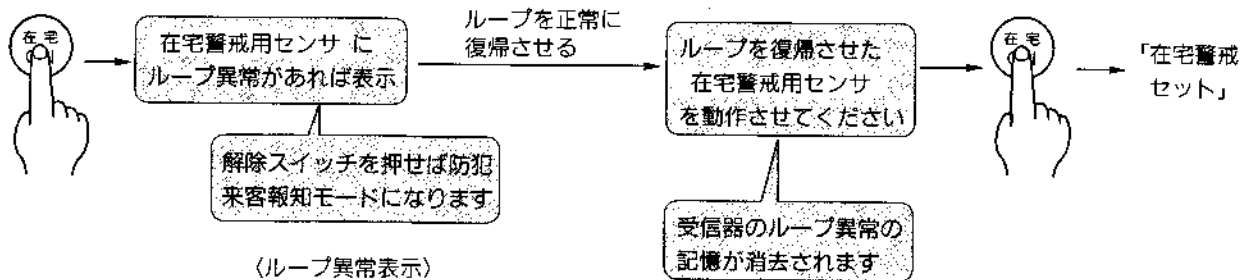 在宅
在宅警戒用センサ に
ループ異常があれば表示
解除スイッチを押せば防犯
来客報知モードになります
〈ループ異常表示〉
ループを正常に
復帰させる
ループを復帰させた
在宅警戒用センサ
を動作させてください
受信器のループ異常の
記憶が消去されます
在宅
「在宅警戒
セット」